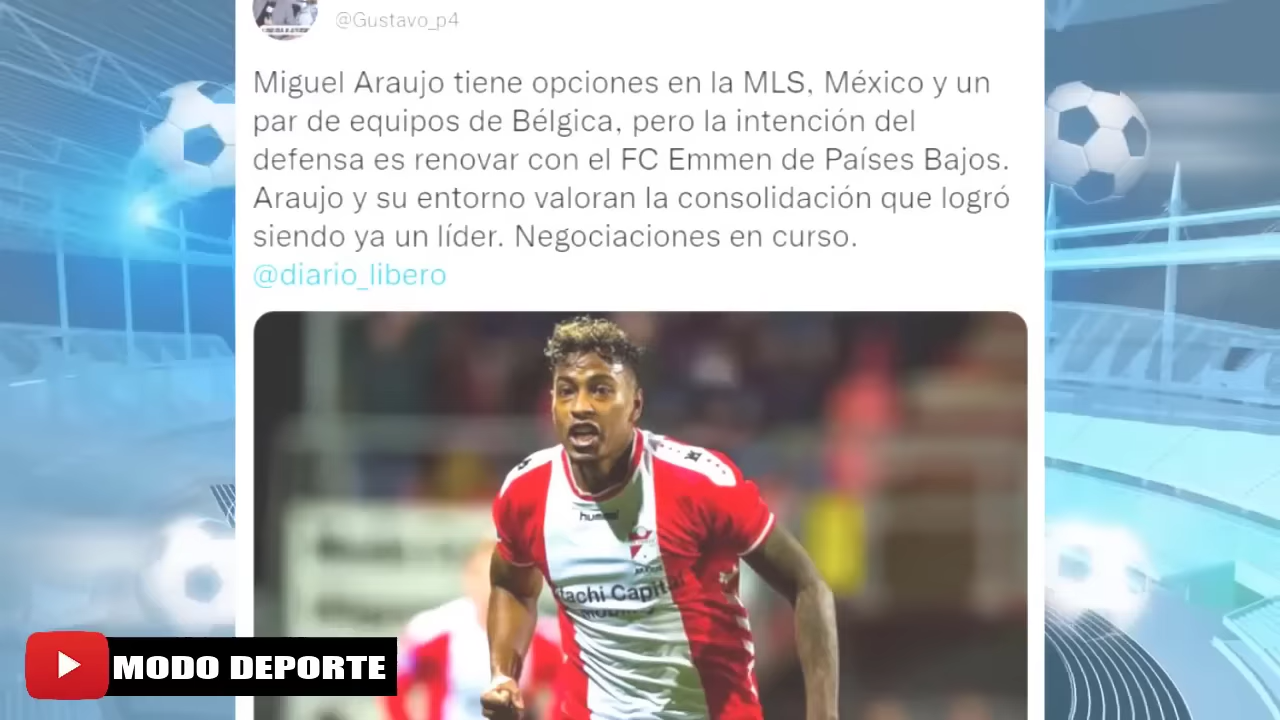 @Gustavo_p4
Miguel Araujo tiene opciones en la MLS, México y un
par de equipos de Bélgica, pero la intención del
defensa es renovar con el FC Emmen de Países Bajos.
Araujo y su entorno valoran la consolidación que logró
siendo ya un líder. Negociaciones en curso.
@diario_libero
hummel
MODO DEPORTE